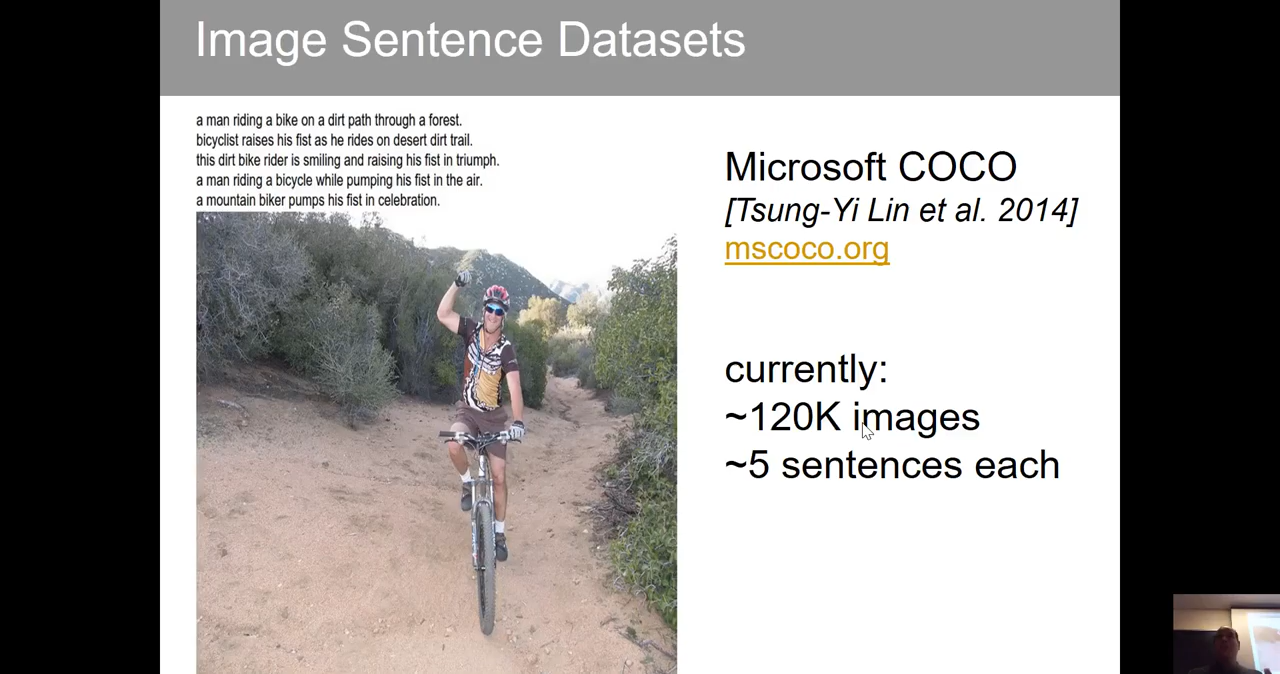 Image Sentence Datasets
a man riding a bike on a dirt path through a forest.
bicyclist raises his fist as he rides on desert dirt trail.
this dirt bike rider is smiling and raising his fist in triumph.
a man riding a bicycle while pumping his fist in the air.
a mountain biker pumps his fist in celebration.
Microsoft COCO
[Tsung-Yi Lin et al. 2014]
mscoco.org
currently:
~120K images
~5 sentences each